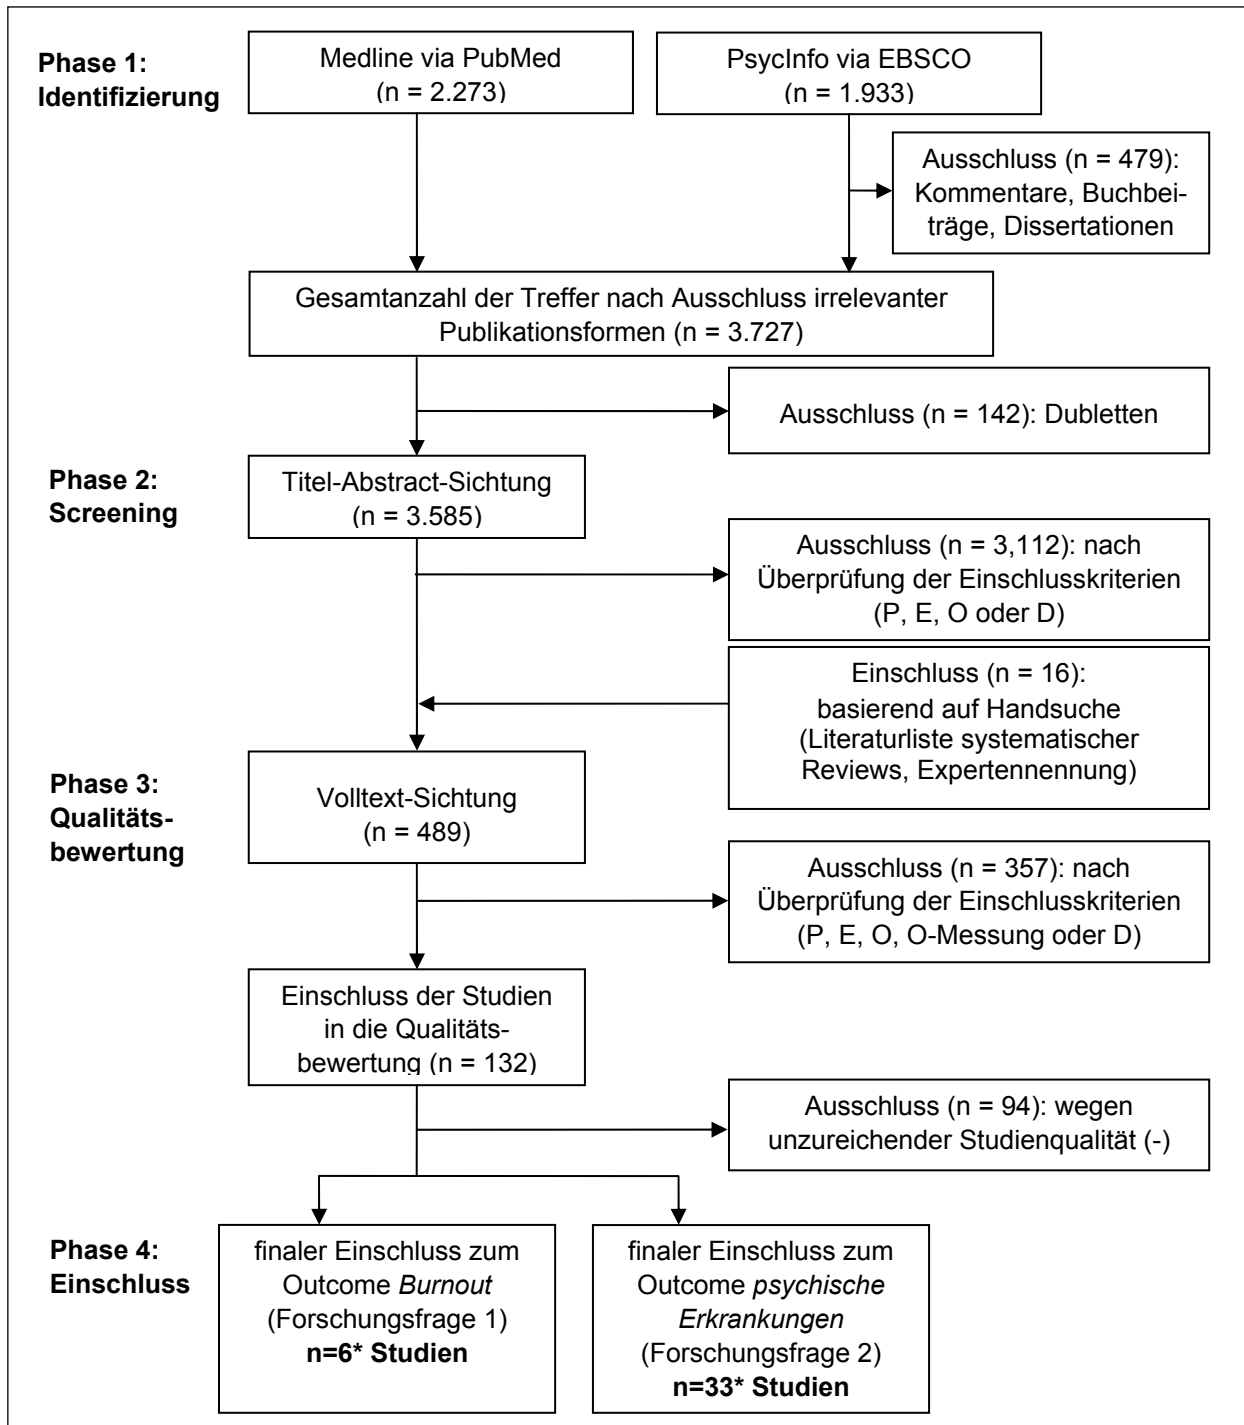 Phase 1:
Identifizierung
Medline via PubMed
(n = 2.273)
PsycInfo via EBSCO
(n = 1.933)
Ausschluss (n = 479):
Kommentare, Buchbei-
träge, Dissertationen
Gesamtanzahl der Treffer nach Ausschluss irrelevanter
Publikationsformen (n = 3.727)
Ausschluss (n = 142): Dubletten
Phase 2:
Screening
Titel-Abstract-Sichtung
(n = 3.585)
Ausschluss (n = 3,112): nach
Überprüfung der Einschlusskriterien
(P, E, O oder D)
Einschluss (n = 16):
basierend auf Handsuche
(Literaturliste systematischer
Reviews, Expertennennung)
Phase 3:
Qualitäts-
bewertung
Volltext-Sichtung
(n = 489)
Ausschluss (n = 357): nach
Überprüfung der Einschlusskriterien
(P, E, O, O-Messung oder D)
Einschluss der Studien
in die Qualitäts-
bewertung (n = 132)
Ausschluss (n = 94): wegen
unzureichender Studienqualität (-)
Phase 4:
Einschluss
finaler Einschluss zum
Outcome Burnout
(Forschungsfrage 1)
n=6* Studien
finaler Einschluss zum
Outcome psychische
Erkrankungen
(Forschungsfrage 2)
n=33* Studien